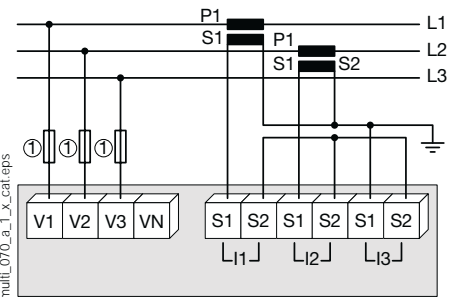 P1 L1
S1 P1 L2
S1 S2 L3
① ① ①
V1 V2 V3 VN S1 S2 S1 S2 S1 S2
I1 I2 I3
multi_070_a_1_x_cat.eps